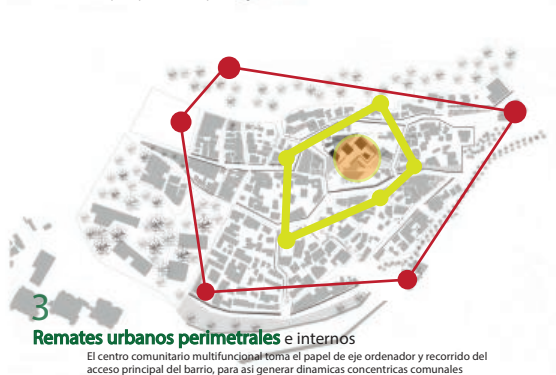 3
Remates urbanos perimetrales e internos
El centro comunitario multifuncional toma el papel de eje ordenador y recorrido del
acceso principal del barrio, para asi generar dinamicas concentricas comunales